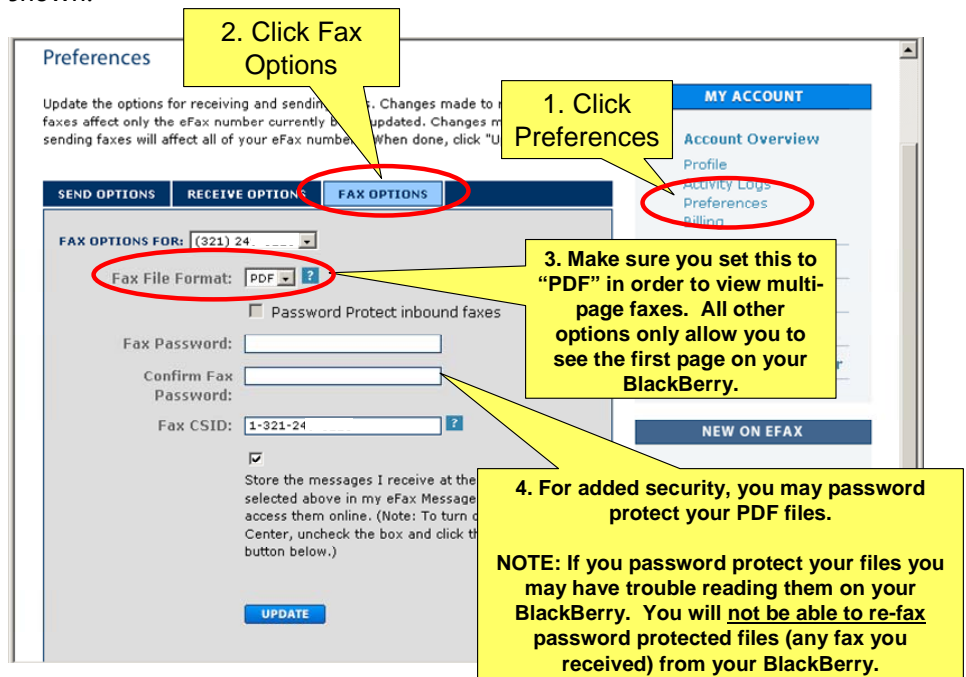 shown.
2. Click Fax
Options
Preferences
Update the options for receiving and sending
Changes made to
faxes affect only the eFax number currently
updated. Changes
sending faxes will affect all of your eFax
When done, click
1. Click
Preferences
MY ACCOUNT
Account Overview
Profile
Activity Logs
Preferences
Billing
SEND OPTIONS RECEIVE OPTIONS FAX OPTIONS
FAX OPTIONS FOR: (321) 24
Fax File Format: PDF ?
Password Protect inbound faxes
Fax Password:
Confirm Fax
Password:
Fax CSID: 1-321-24 ?
3. Make sure you set this to
“PDF” in order to view multi-
page faxes. All other
options only allow you to
see the first page on your
BlackBerry.
NEW ON EFAX
Store the messages I receive at the
selected above in my eFax Message
access them online. (Note: To turn
Center, uncheck the box and click
button below.)
UPDATE
4. For added security, you may password
protect your PDF files.
NOTE: If you password protect your files you
may have trouble reading them on your
BlackBerry. You will not be able to re-fax
password protected files (any fax you
received) from your BlackBerry.